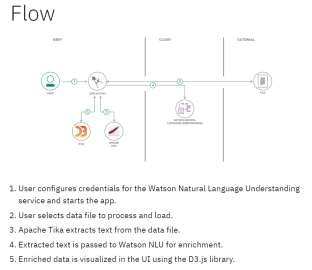 Flow
CLOUD
EXTERNAL
1. User configures credentials for the Watson Natural Language Understanding
service and starts the app.
2. User selects data file to process and load.
3. Apache Tika extracts text from the data file.
4. Extracted text is passed to Watson NLU for enrichment.
5. Enriched data is visualized in the UI using the D3.js library.